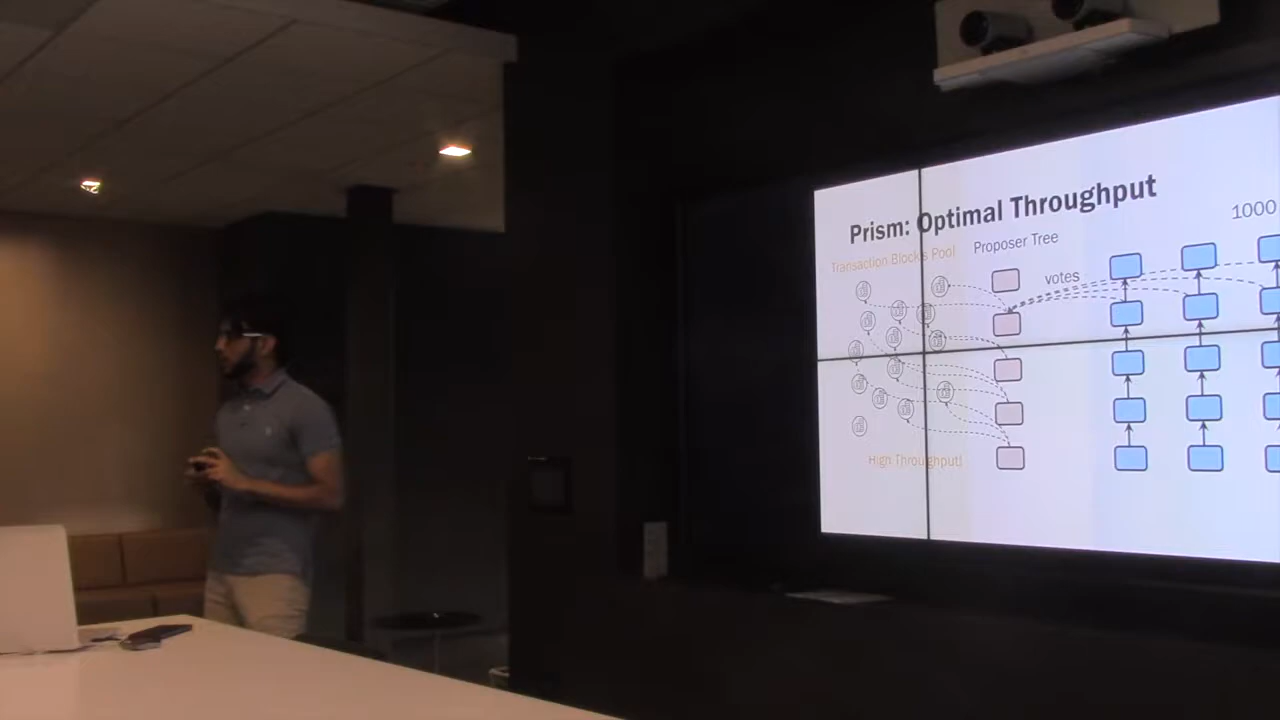 Prism: Optimal Throughput
1000
Transaction Blocks Pool
Proposer Tree
votes
High Throughput!